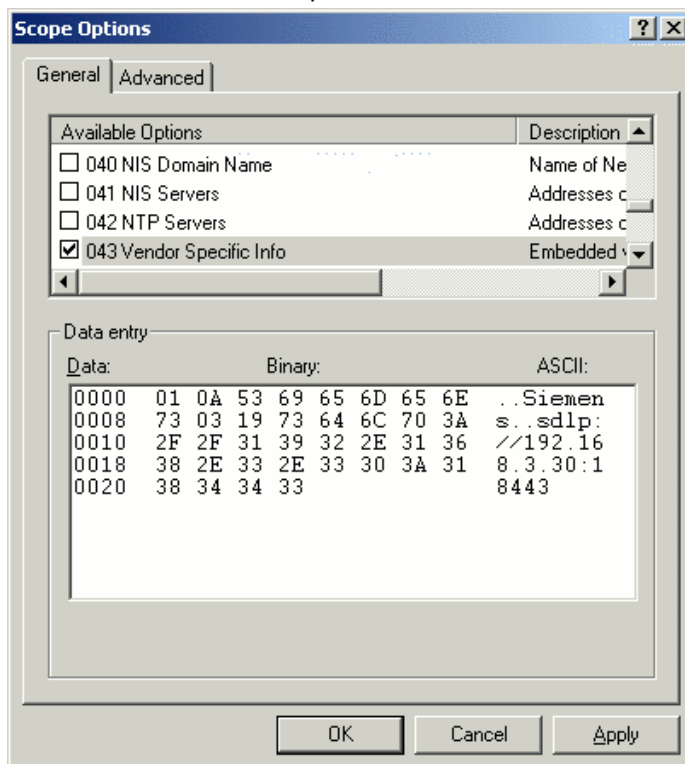 Scope Options
General Advanced
Available Options Description
040 NIS Domain Name Name of Ne
041 NIS Servers Addresses c
042 NTP Servers Addresses c
043 Vendor Specific Info Embedded
Data entry
Data: Binary: ASCII:
0000 01 0A 53 69 65 6D 65 6E ..Siemen
0008 73 03 19 73 64 6C 70 3A s..sdlp:
0010 2F 2F 31 39 32 2E 31 36 //192.16
0018 38 2E 33 2E 33 30 3A 31 8.3.30:1
0020 38 34 34 33 8443
OK Cancel Apply